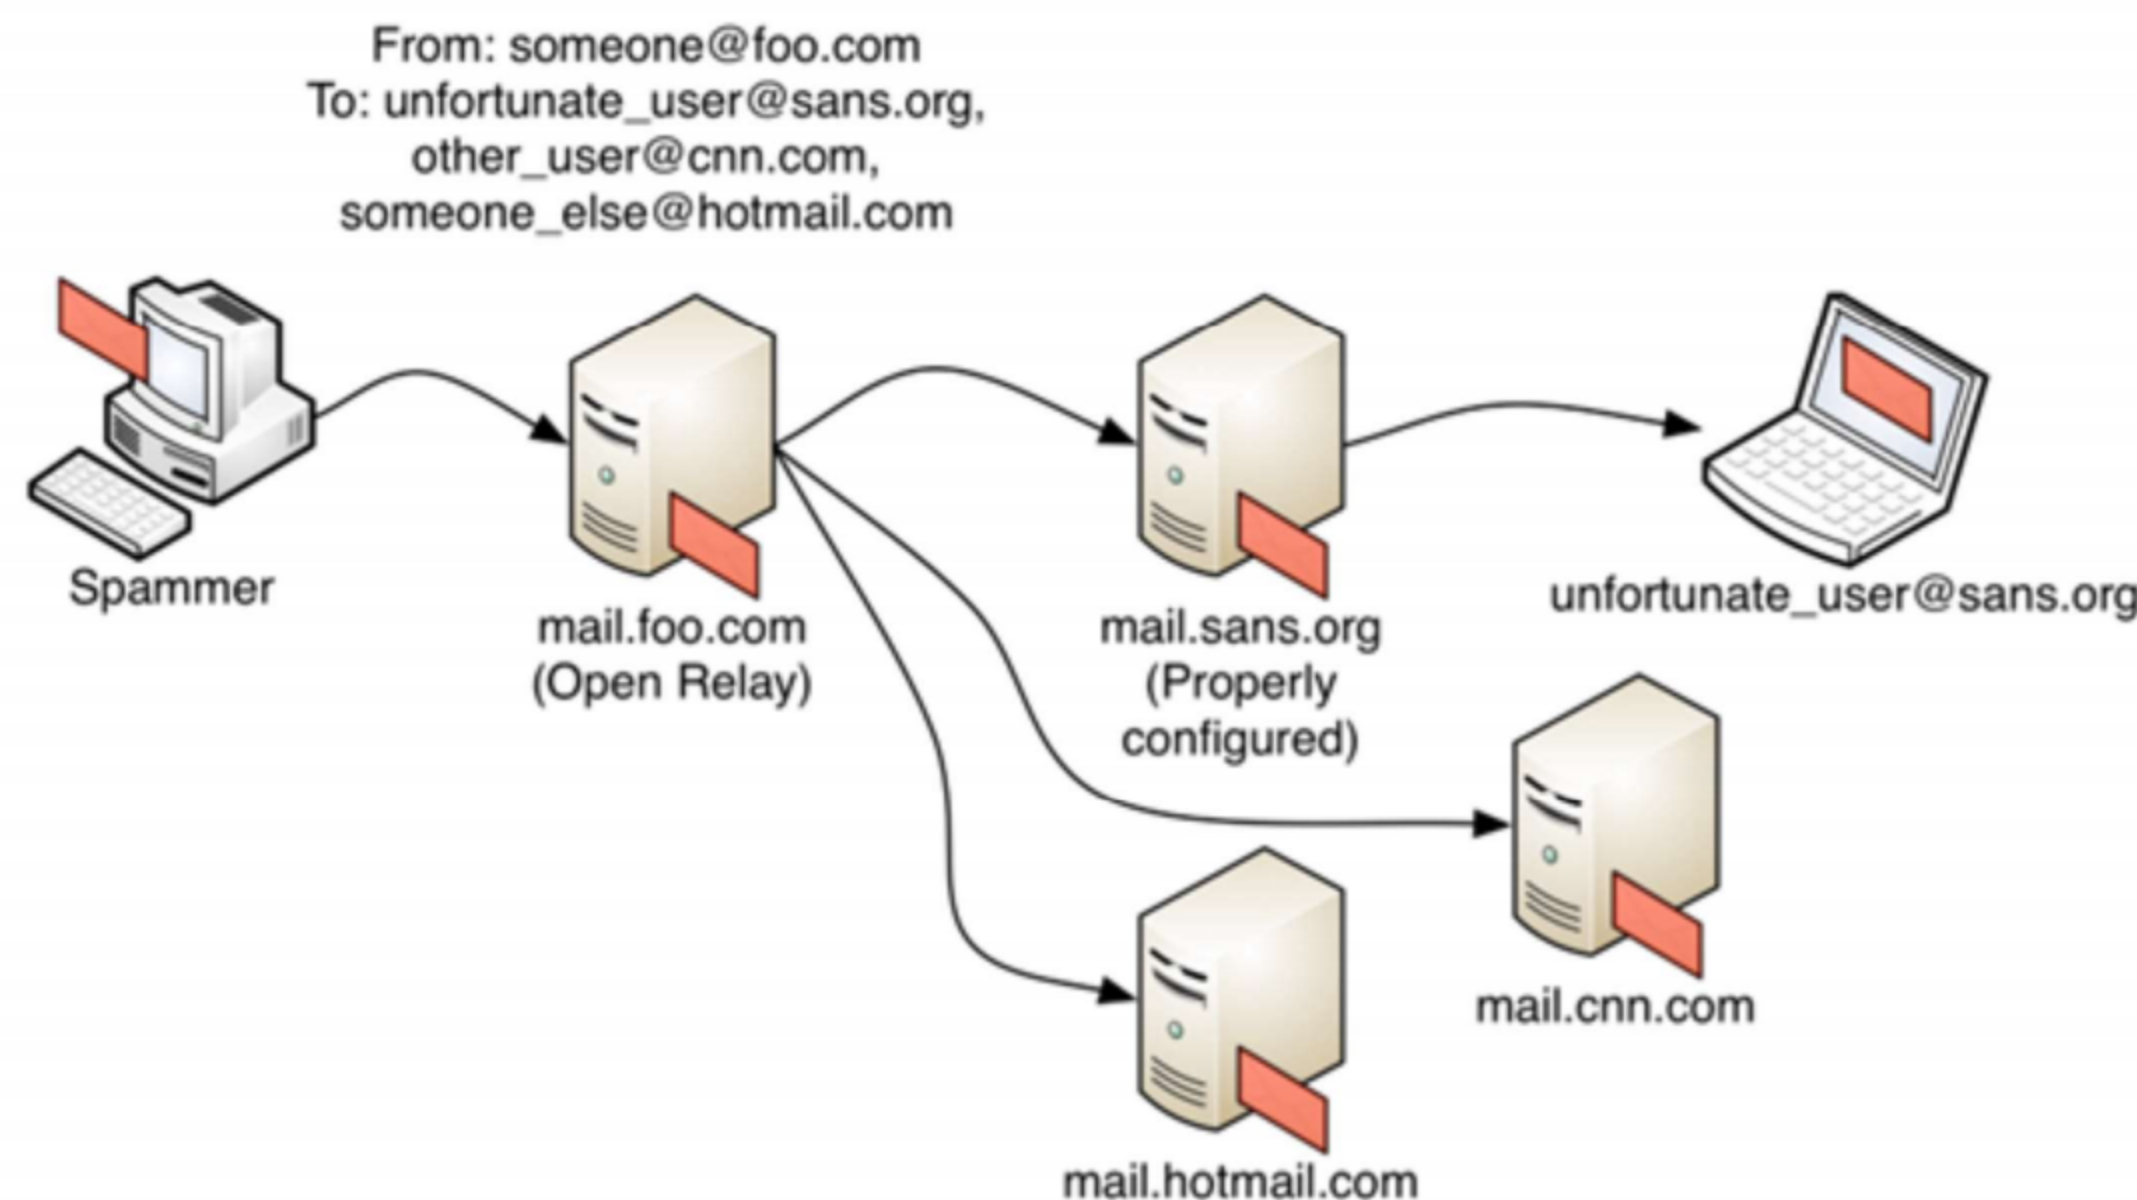 From: someone@foo.com
To: unfortunate_user@sans.org,
other_user@cnn.com,
someone_else@hotmail.com
Spammer
mail.foo.com
(Open Relay)
mail.sans.org
(Properly
configured)
unfortunate_user@sans.org
mail.cnn.com
mail.hotmail.com